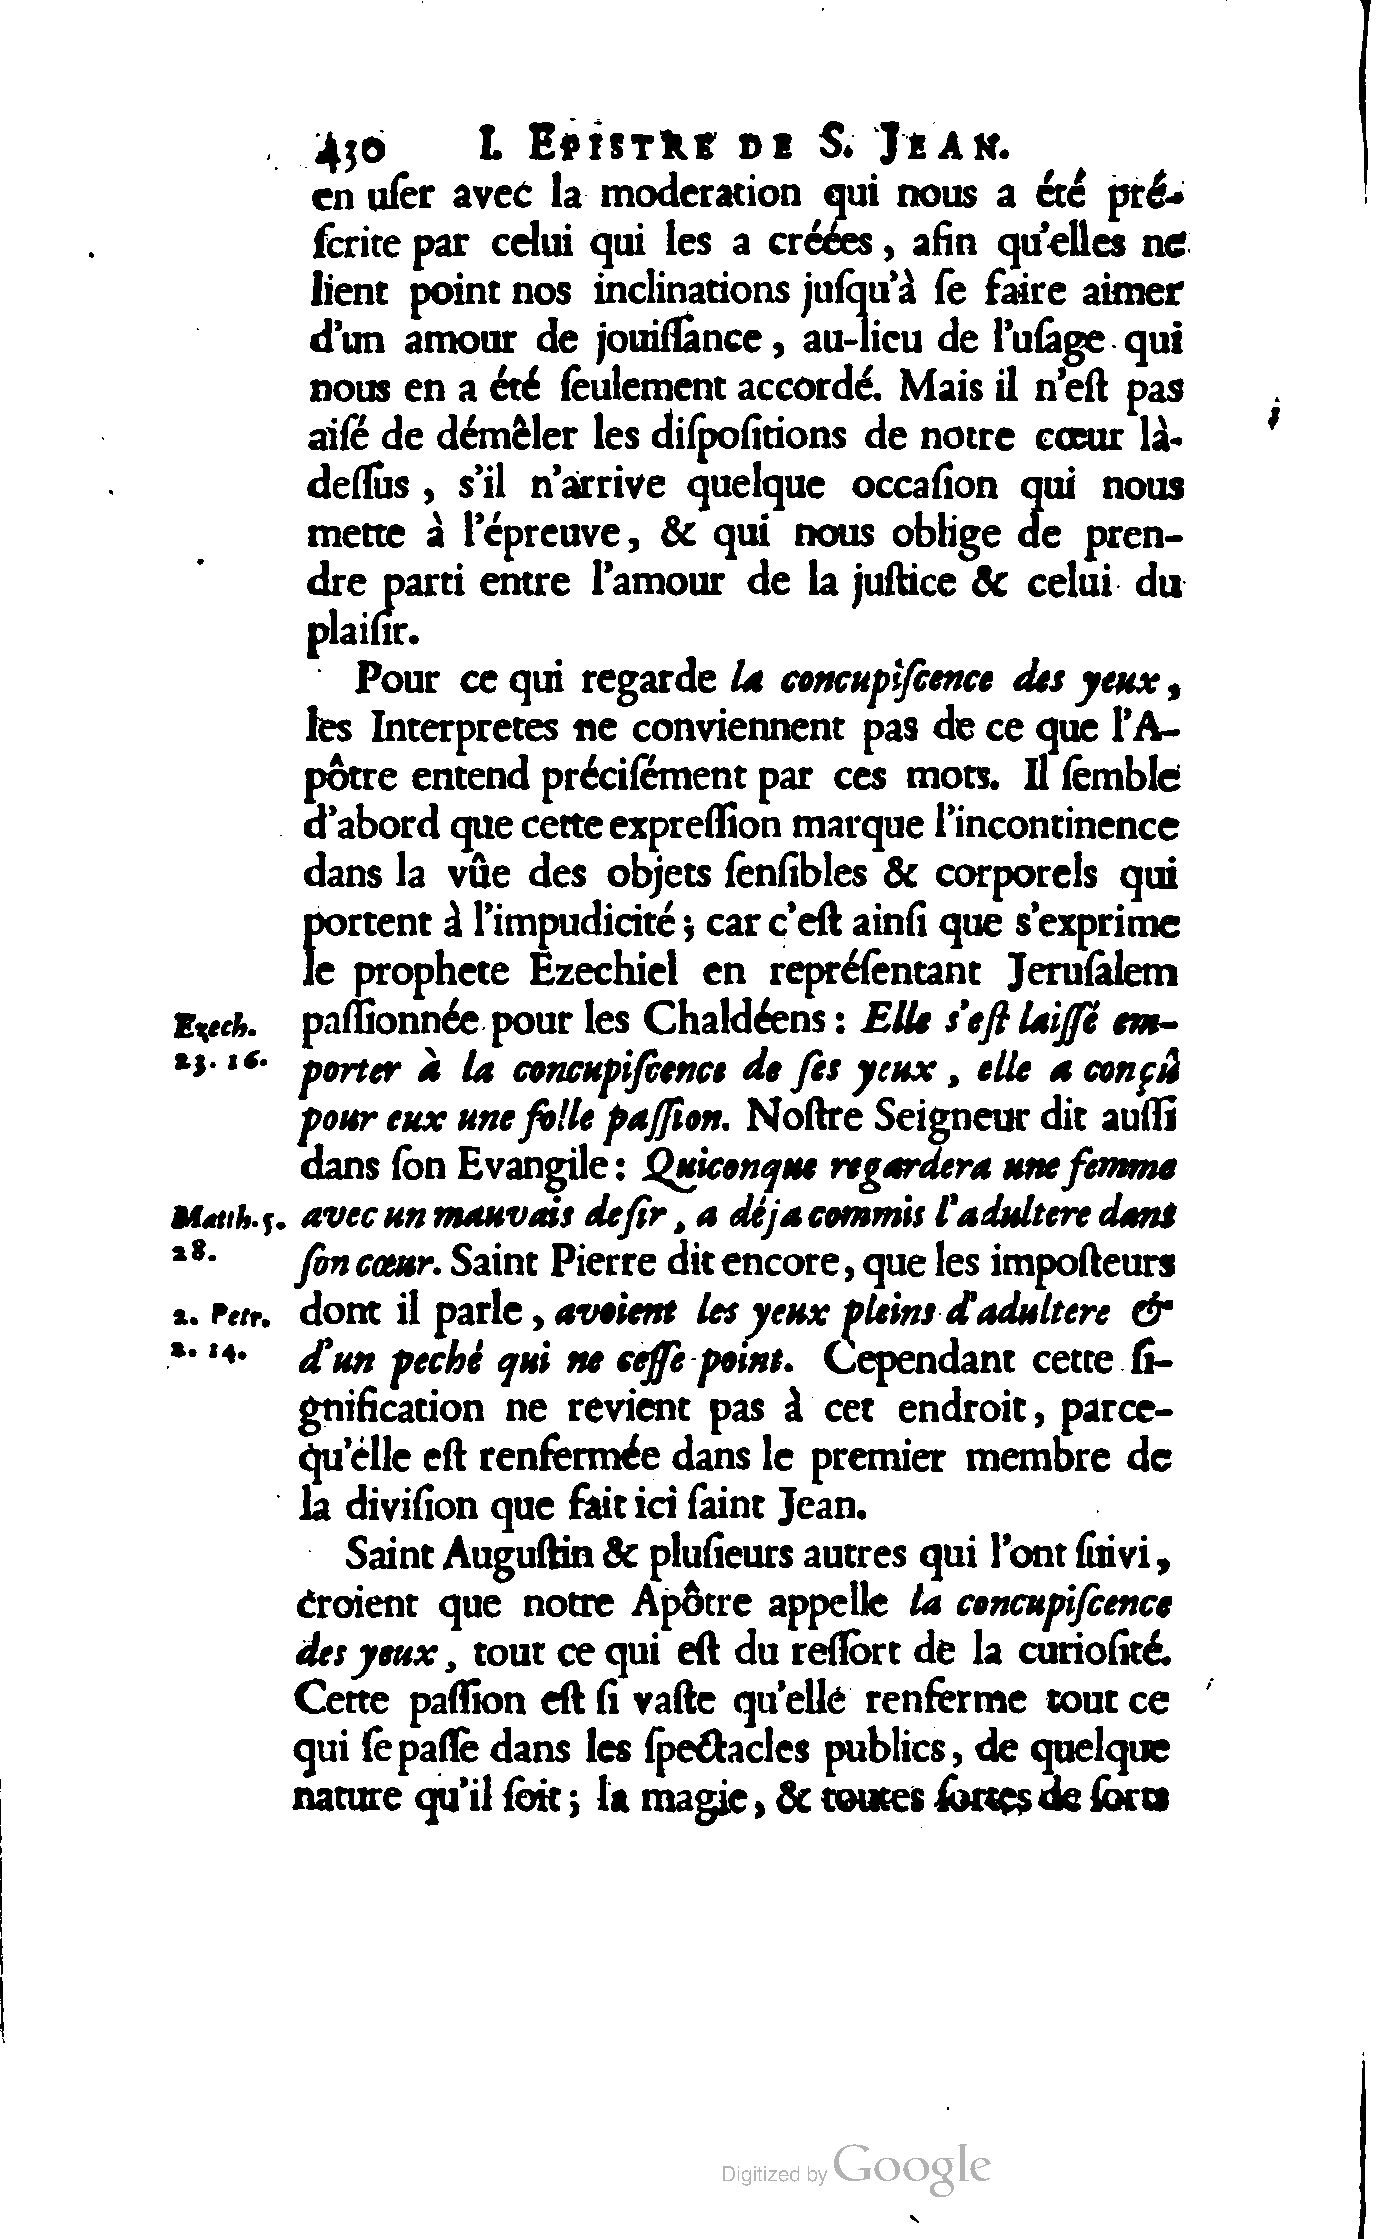 430 I. EPISTRE DE S. JEAN.
en uſer avec la moderation qui nous a été pré-
ſcrite par celui qui les a créées, afin qu'elles ne
lient point nos inclinations juſqu'à ſe faire aimer
d'un amour de jouiſſance, au-lieu de l'uſage qui
nous en a été ſeulement accordé. Mais il n'eſt pas
aiſé de démêler les diſpoſitions de notre cœur là-
deſſus, s'il n'arrive quelque occaſion qui nous
mette à l'épreuve, & qui nous oblige de pren-
dre parti entre l'amour de la juſtice & celui du
plaiſir.
Pour ce qui regarde la concupiſcence des yeux,
les Interpretes ne conviennent pas de ce que l'A-
pôtre entend préciſément par ces mots. Il ſemble
d'abord que cette expreſſion marque l'incontinence
dans la vûe des objets ſenſibles & corporels qui
portent à l'impudicité; car c'eſt ainſi que s'exprime
le prophete Ezechiel en repréſentant Jeruſalem
Ezech. paſſionnée pour les Chaldéens: Elle s'eſt laiſſé em-
23. 16. porter à la concupiſcence de ſes yeux, elle a conçû
pour eux une folle paſſion. Noſtre Seigneur dit auſſi
dans ſon Evangile: Quiconque regardera une femme
Matth. 5. avec un mauvais deſir, a déja commis l'adultere dans
28. ſon cœur. Saint Pierre dit encore, que les impoſteurs
2. Petr. dont il parle, avoient les yeux pleins d'adultere &
2. 14. d'un peché qui ne ceſſe point. Cependant cette ſi-
gnification ne revient pas à cet endroit, parce-
qu'elle eſt renfermée dans le premier membre de
la diviſion que fait ici ſaint Jean.
Saint Auguſtin & pluſieurs autres qui l'ont ſuivi,
croient que notre Apôtre appelle la concupiſcence
des yeux, tout ce qui eſt du reſſort de la curioſité.
Cette paſſion eſt ſi vaſte qu'elle renferme tout ce
qui ſe paſſe dans les ſpectacles publics, de quelque
nature qu'il ſoit; la magie, & toutes ſortes de ſorts
Digitized by Google